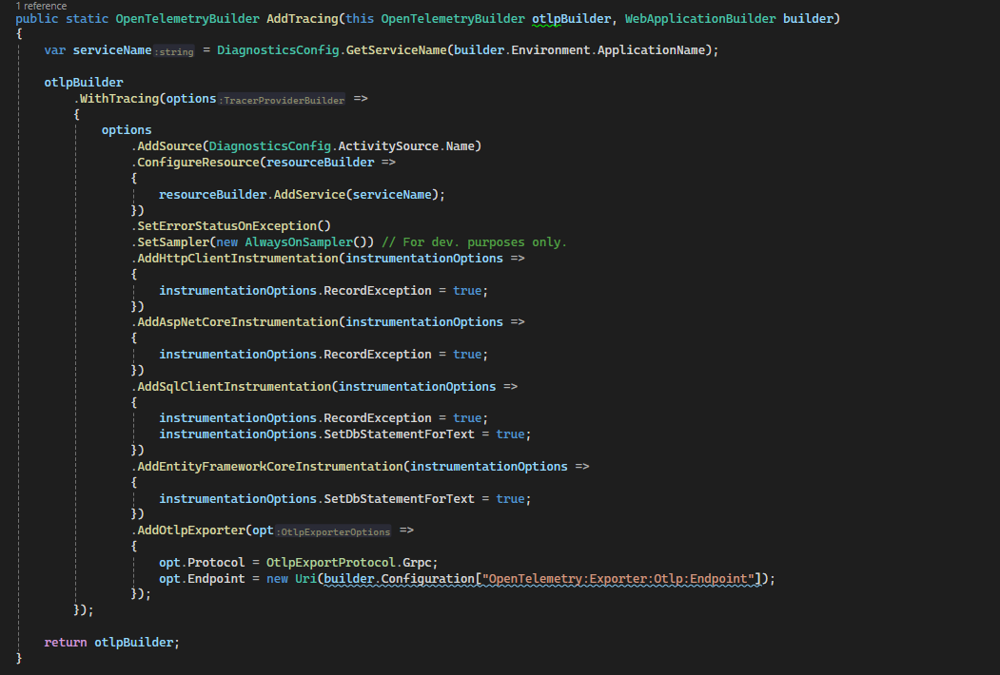 1 reference
public static OpenTelemetryBuilder AddTracing(this OpenTelemetryBuilder otlpBuilder, WebApplicationBuilder builder)
{
    var serviceName:string = DiagnosticsConfig.GetServiceName(builder.Environment.ApplicationName);

    otlpBuilder
        .WithTracing(options:TracerProviderBuilder =>
        {
            options
                .AddSource(DiagnosticsConfig.ActivitySource.Name)
                .ConfigureResource(resourceBuilder =>
                {
                    resourceBuilder.AddService(serviceName);
                })
                .SetErrorStatusOnException()
                .SetSampler(new AlwaysOnSampler()) // For dev. purposes only.
                .AddHttpClientInstrumentation(instrumentationOptions =>
                {
                    instrumentationOptions.RecordException = true;
                })
                .AddAspNetCoreInstrumentation(instrumentationOptions =>
                {
                    instrumentationOptions.RecordException = true;
                })
                .AddSqlClientInstrumentation(instrumentationOptions =>
                {
                    instrumentationOptions.RecordException = true;
                    instrumentationOptions.SetDbStatementForText = true;
                })
                .AddEntityFrameworkCoreInstrumentation(instrumentationOptions =>
                {
                    instrumentationOptions.SetDbStatementForText = true;
                })
                .AddOtlpExporter(opt:OtlpExporterOptions =>
                {
                    opt.Protocol = OtlpExportProtocol.Grpc;
                    opt.Endpoint = new Uri(builder.Configuration["OpenTelemetry:Exporter:Otlp:Endpoint"]);
                });
        });

    return otlpBuilder;
}